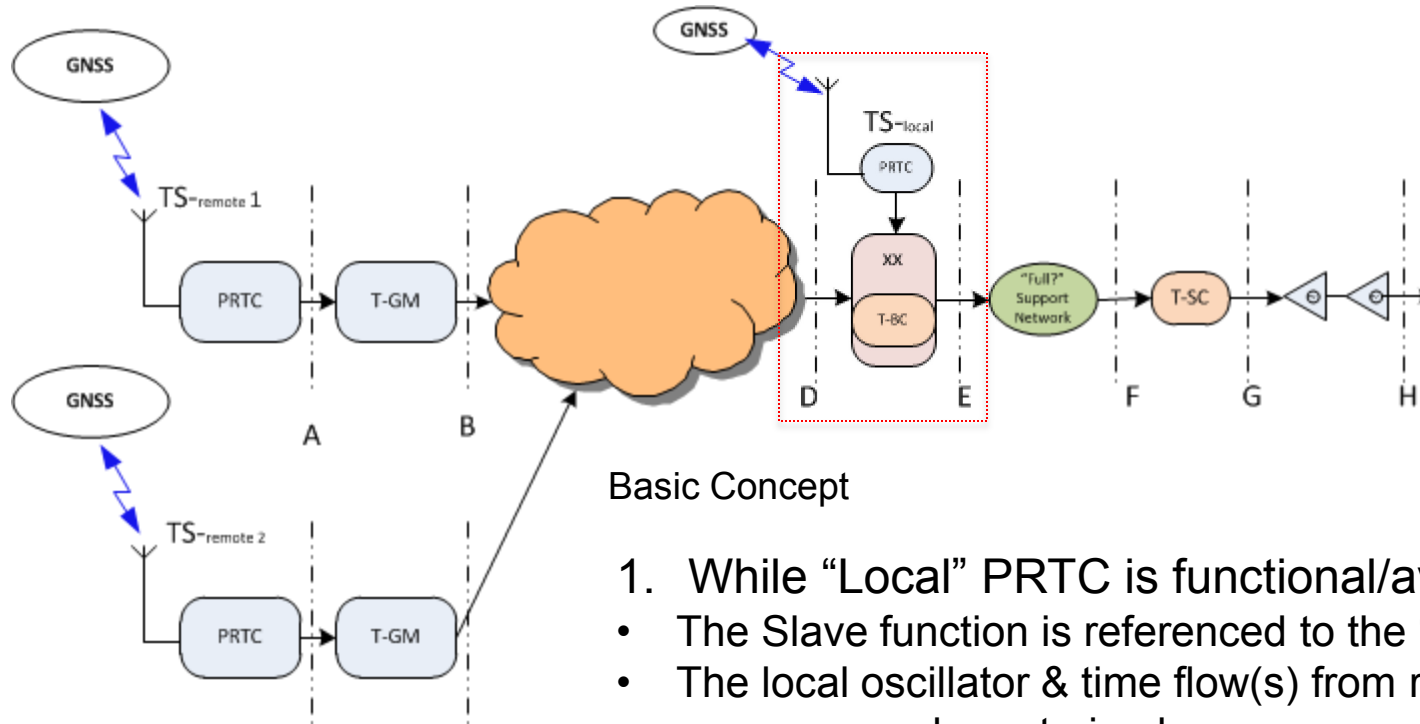 GNSS
GNSS
TS-local
PRTC
TS-remote 1
PRTC
T-GM
XX
T-BC
"Full?"
Support
Network
T-SC
D
E
F
G
H
A
B
GNSS
TS-remote 2
PRTC
T-GM
Basic Concept
1. While “Local” PRTC is functional/av
• The Slave function is referenced to the
• The local oscillator & time flow(s) from